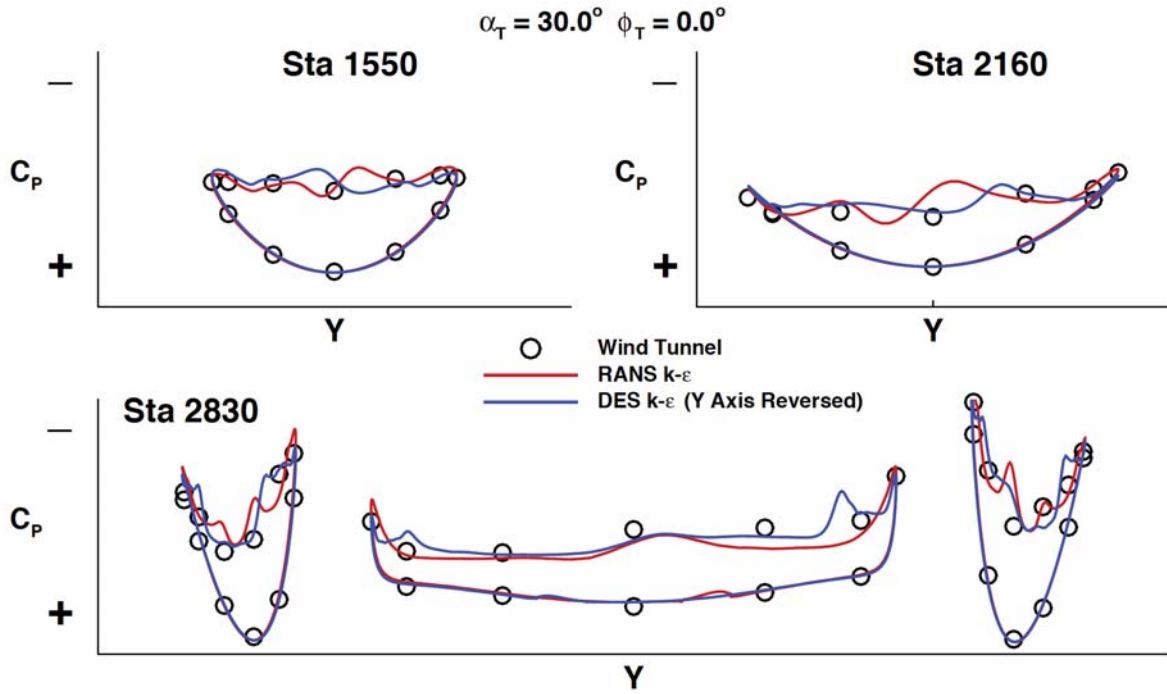 α_T = 30.0° ϕ_T = 0.0°
Sta 1550
Sta 2160
−
−
C_P
C_P
+
+
Y
Y
Wind Tunnel
RANS k-ε
DES k-ε (Y Axis Reversed)
Sta 2830
−
C_P
+
Y